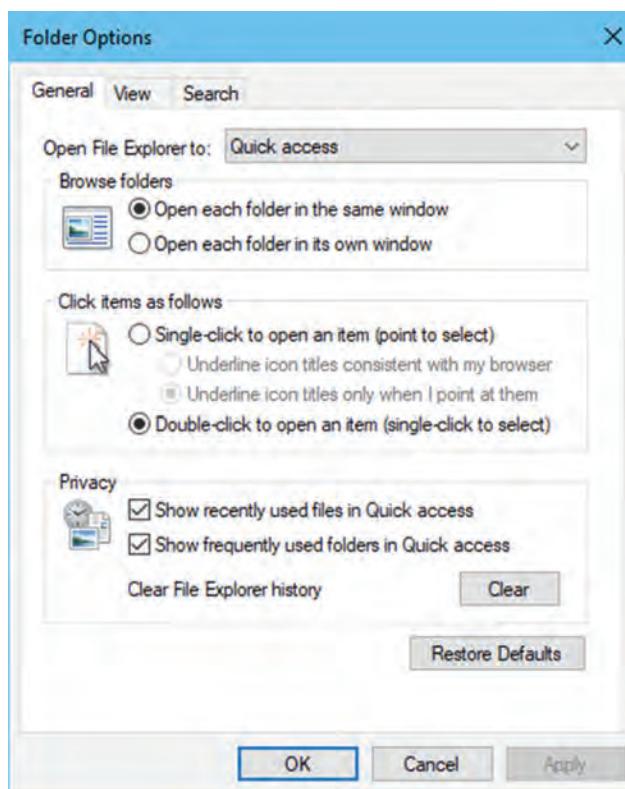 Folder Options
General View Search
Open File Explorer to: Quick access
Browse folders
Open each folder in the same window
Open each folder in its own window
Click items as follows
Single-click to open an item (point to select)
Underline icon titles consistent with my browser
Underline icon titles only when I point at them
Double-click to open an item (single-click to select)
Privacy
Show recently used files in Quick access
Show frequently used folders in Quick access
Clear File Explorer history Clear
Restore Defaults
OK Cancel Apply